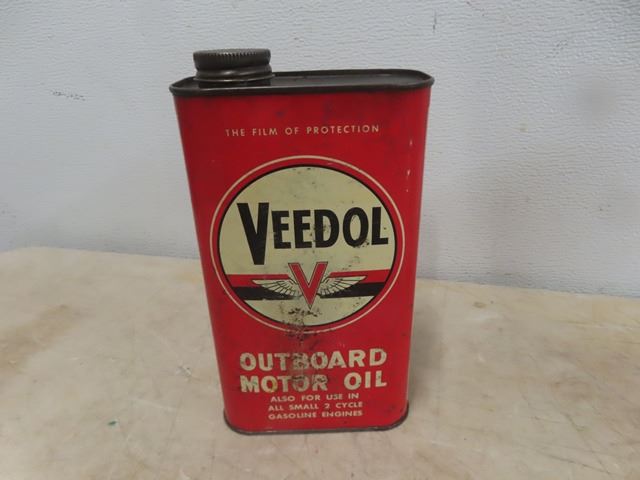 THE FILM OF PROTECTION
VEEDOL
V
OUTBOARD
MOTOR OIL
ALSO FOR USE IN
ALL SMALL 2 CYCLE
GASOLINE ENGINES